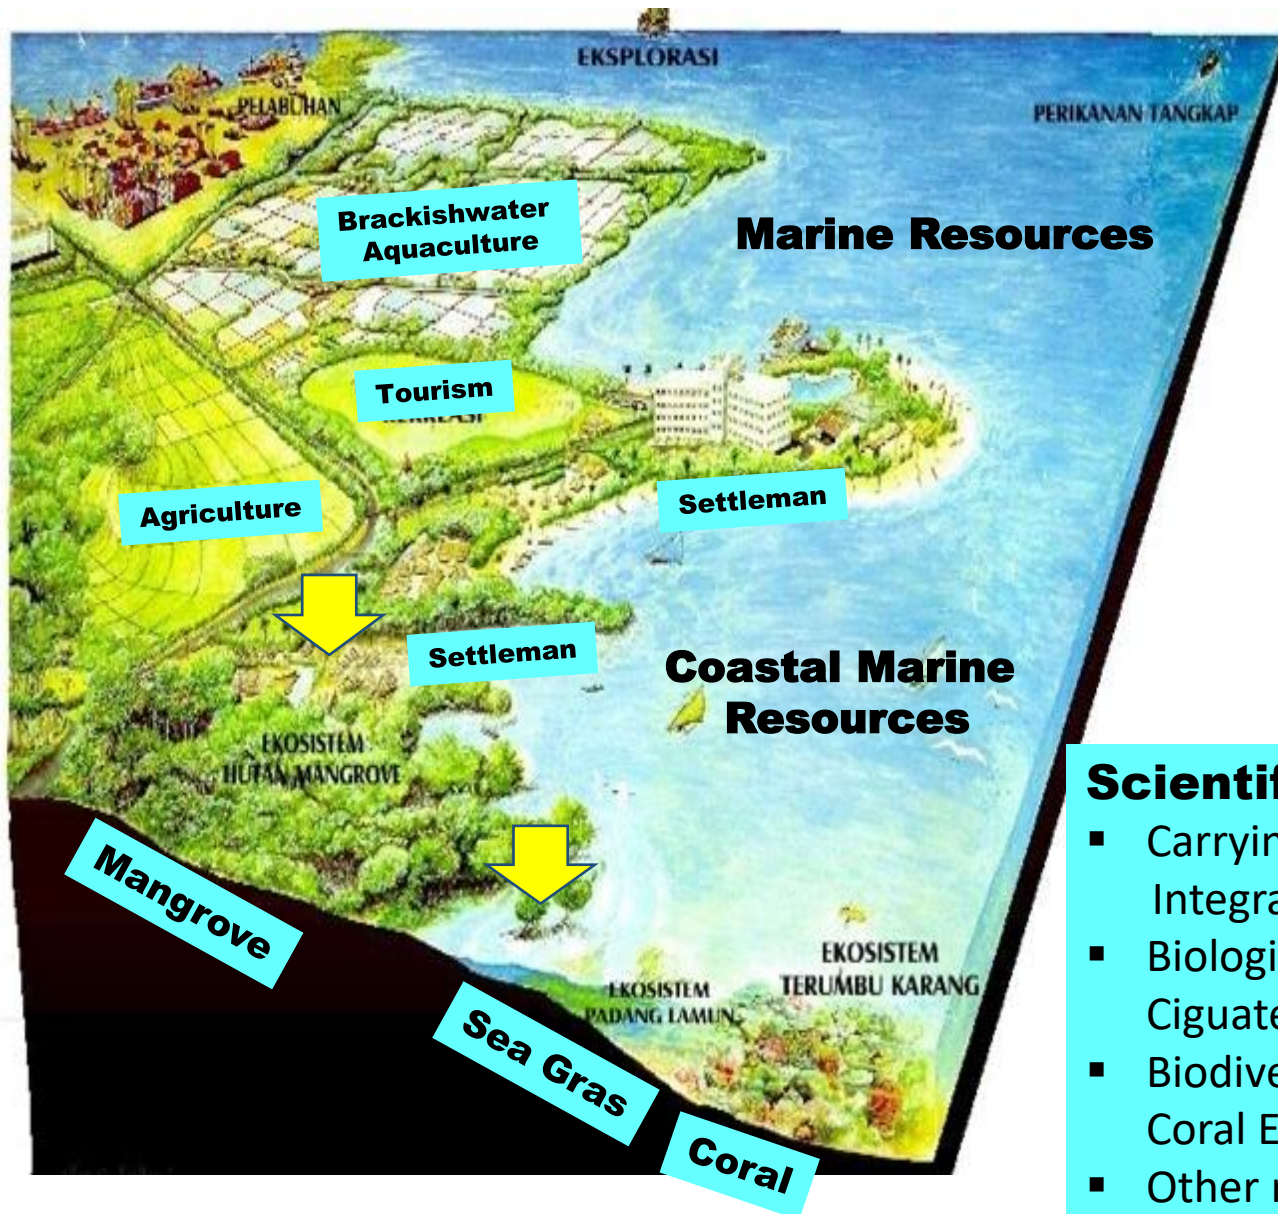 EKSPLORASI
PELABUHAN
PERIKANAN TANGKAP
Brackishwater
Aquaculture
Marine Resources
Tourism
Agriculture
Settleman
Settleman
Coastal Marine
Resources
EKOSISTEM
HUTAN MANGROVE
Mangrove
EKOSISTEM
TERUMBU KARANG
EKOSISTEM
PADANG LAMUN
Sea Gras
Coral
Scientif
▪ Carryin
Integra
▪ Biologi
Ciguate
▪ Biodive
Coral E
▪ Other